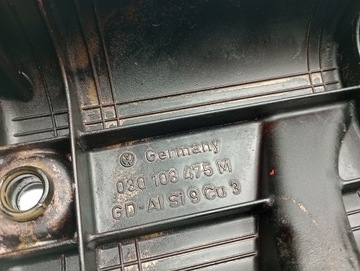 Germany
030 103 475 M
GD-Al Si 9 Cu 3